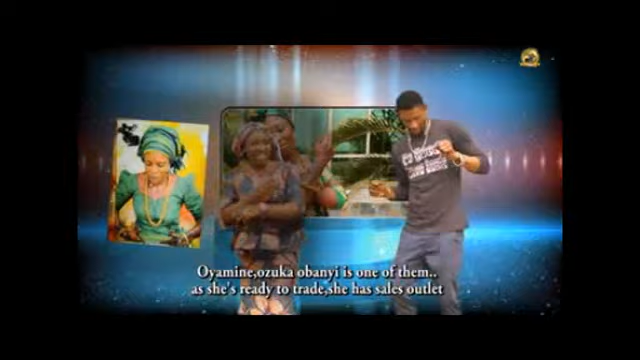 Oyamine,ozuka obanyi is one of them..
as she's ready to trade,she has sales outlet